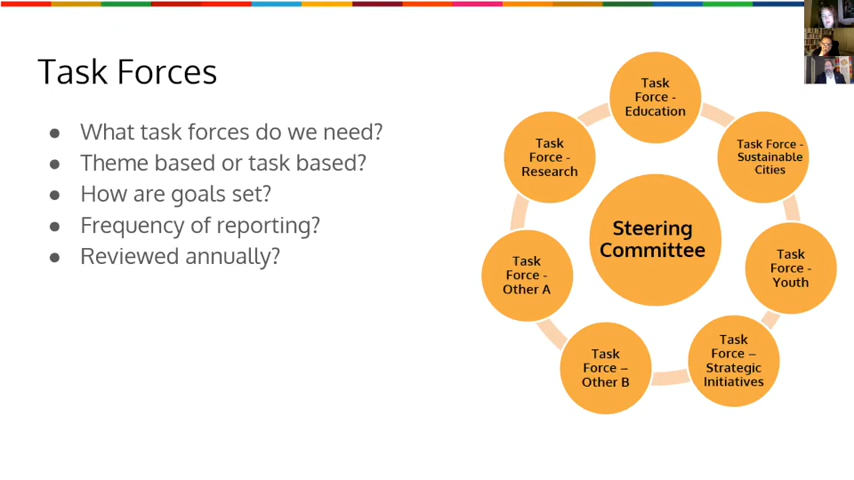 Task Forces
● What task forces do we need?
● Theme based or task based?
● How are goals set?
● Frequency of reporting?
● Reviewed annually?
Task
Force -
Education
Task Force -
Sustainable
Cities
Task
Force -
Youth
Task
Force –
Strategic
Initiatives
Task
Force –
Other B
Task
Force -
Other A
Task
Force -
Research
Steering
Committee